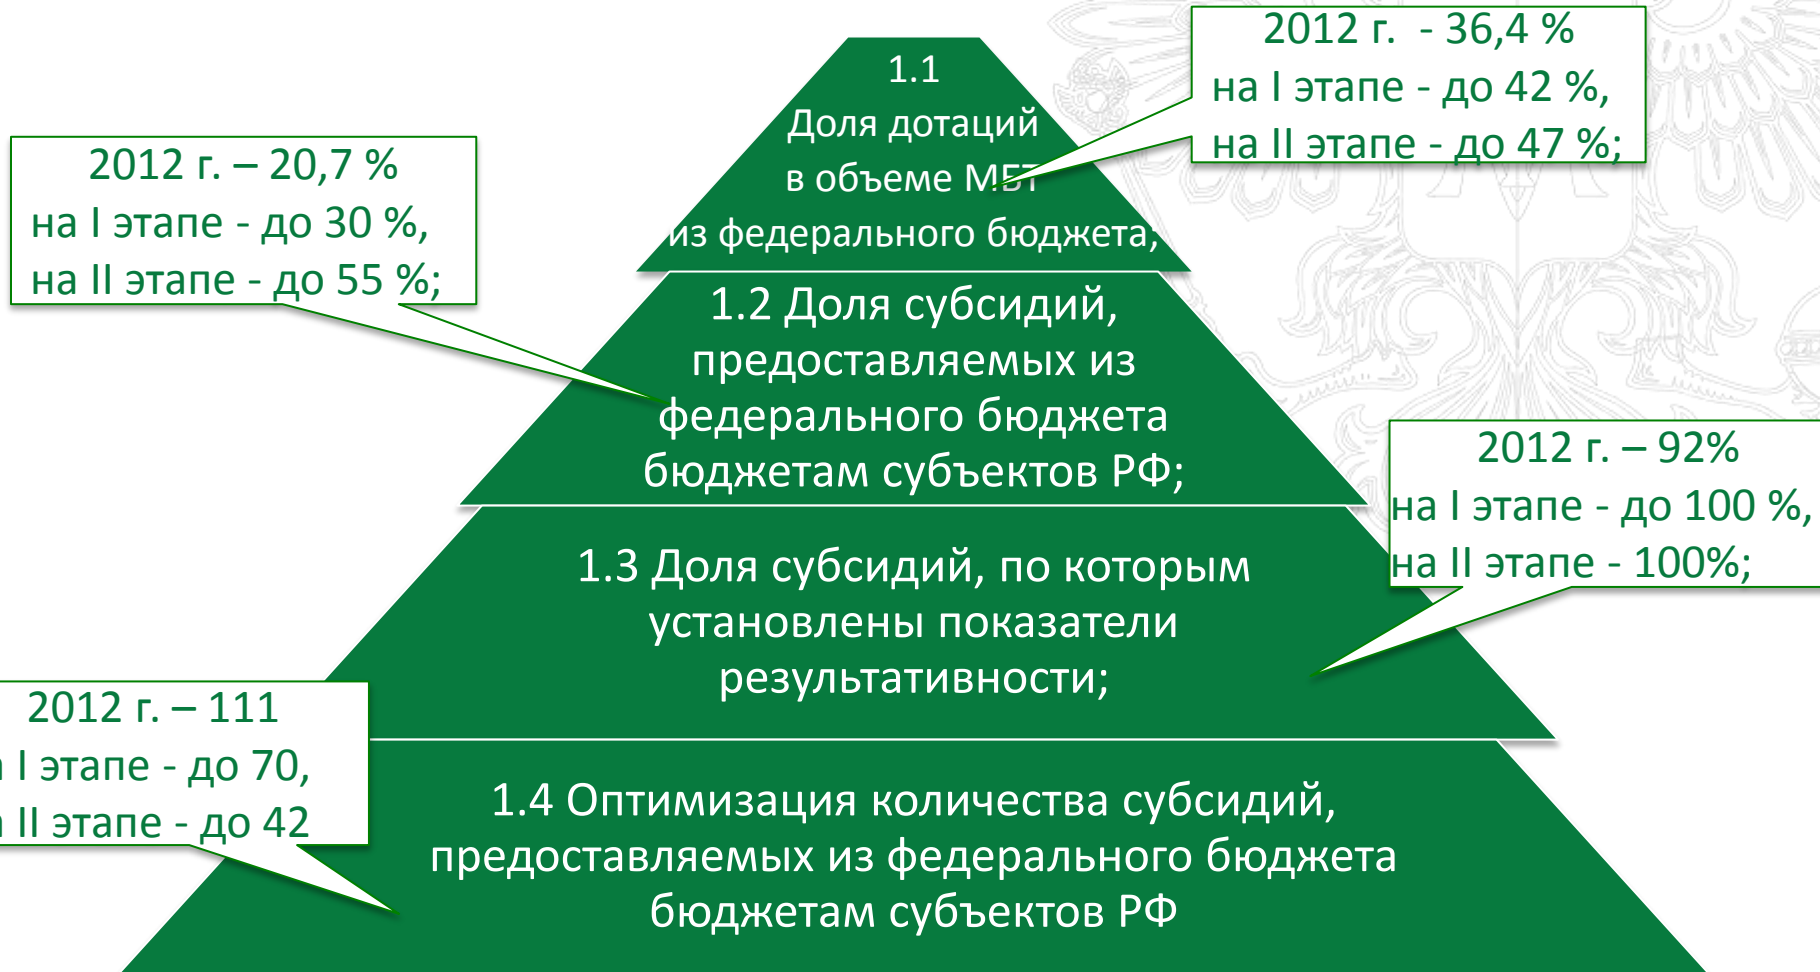 1.1
Доля дотаций
в объеме МБТ
из федерального бюджета;
2012 г. - 36,4 %
на I этапе - до 42 %,
на II этапе - до 47 %;
2012 г. – 20,7 %
на I этапе - до 30 %,
на II этапе - до 55 %;
1.2 Доля субсидий,
предоставляемых из
федерального бюджета
бюджетам субъектов РФ;
2012 г. – 92%
на I этапе - до 100 %,
на II этапе - 100%;
1.3 Доля субсидий, по которым
установлены показатели
результативности;
2012 г. – 111
а I этапе - до 70,
а II этапе - до 42
1.4 Оптимизация количества субсидий,
предоставляемых из федерального бюджета
бюджетам субъектов РФ